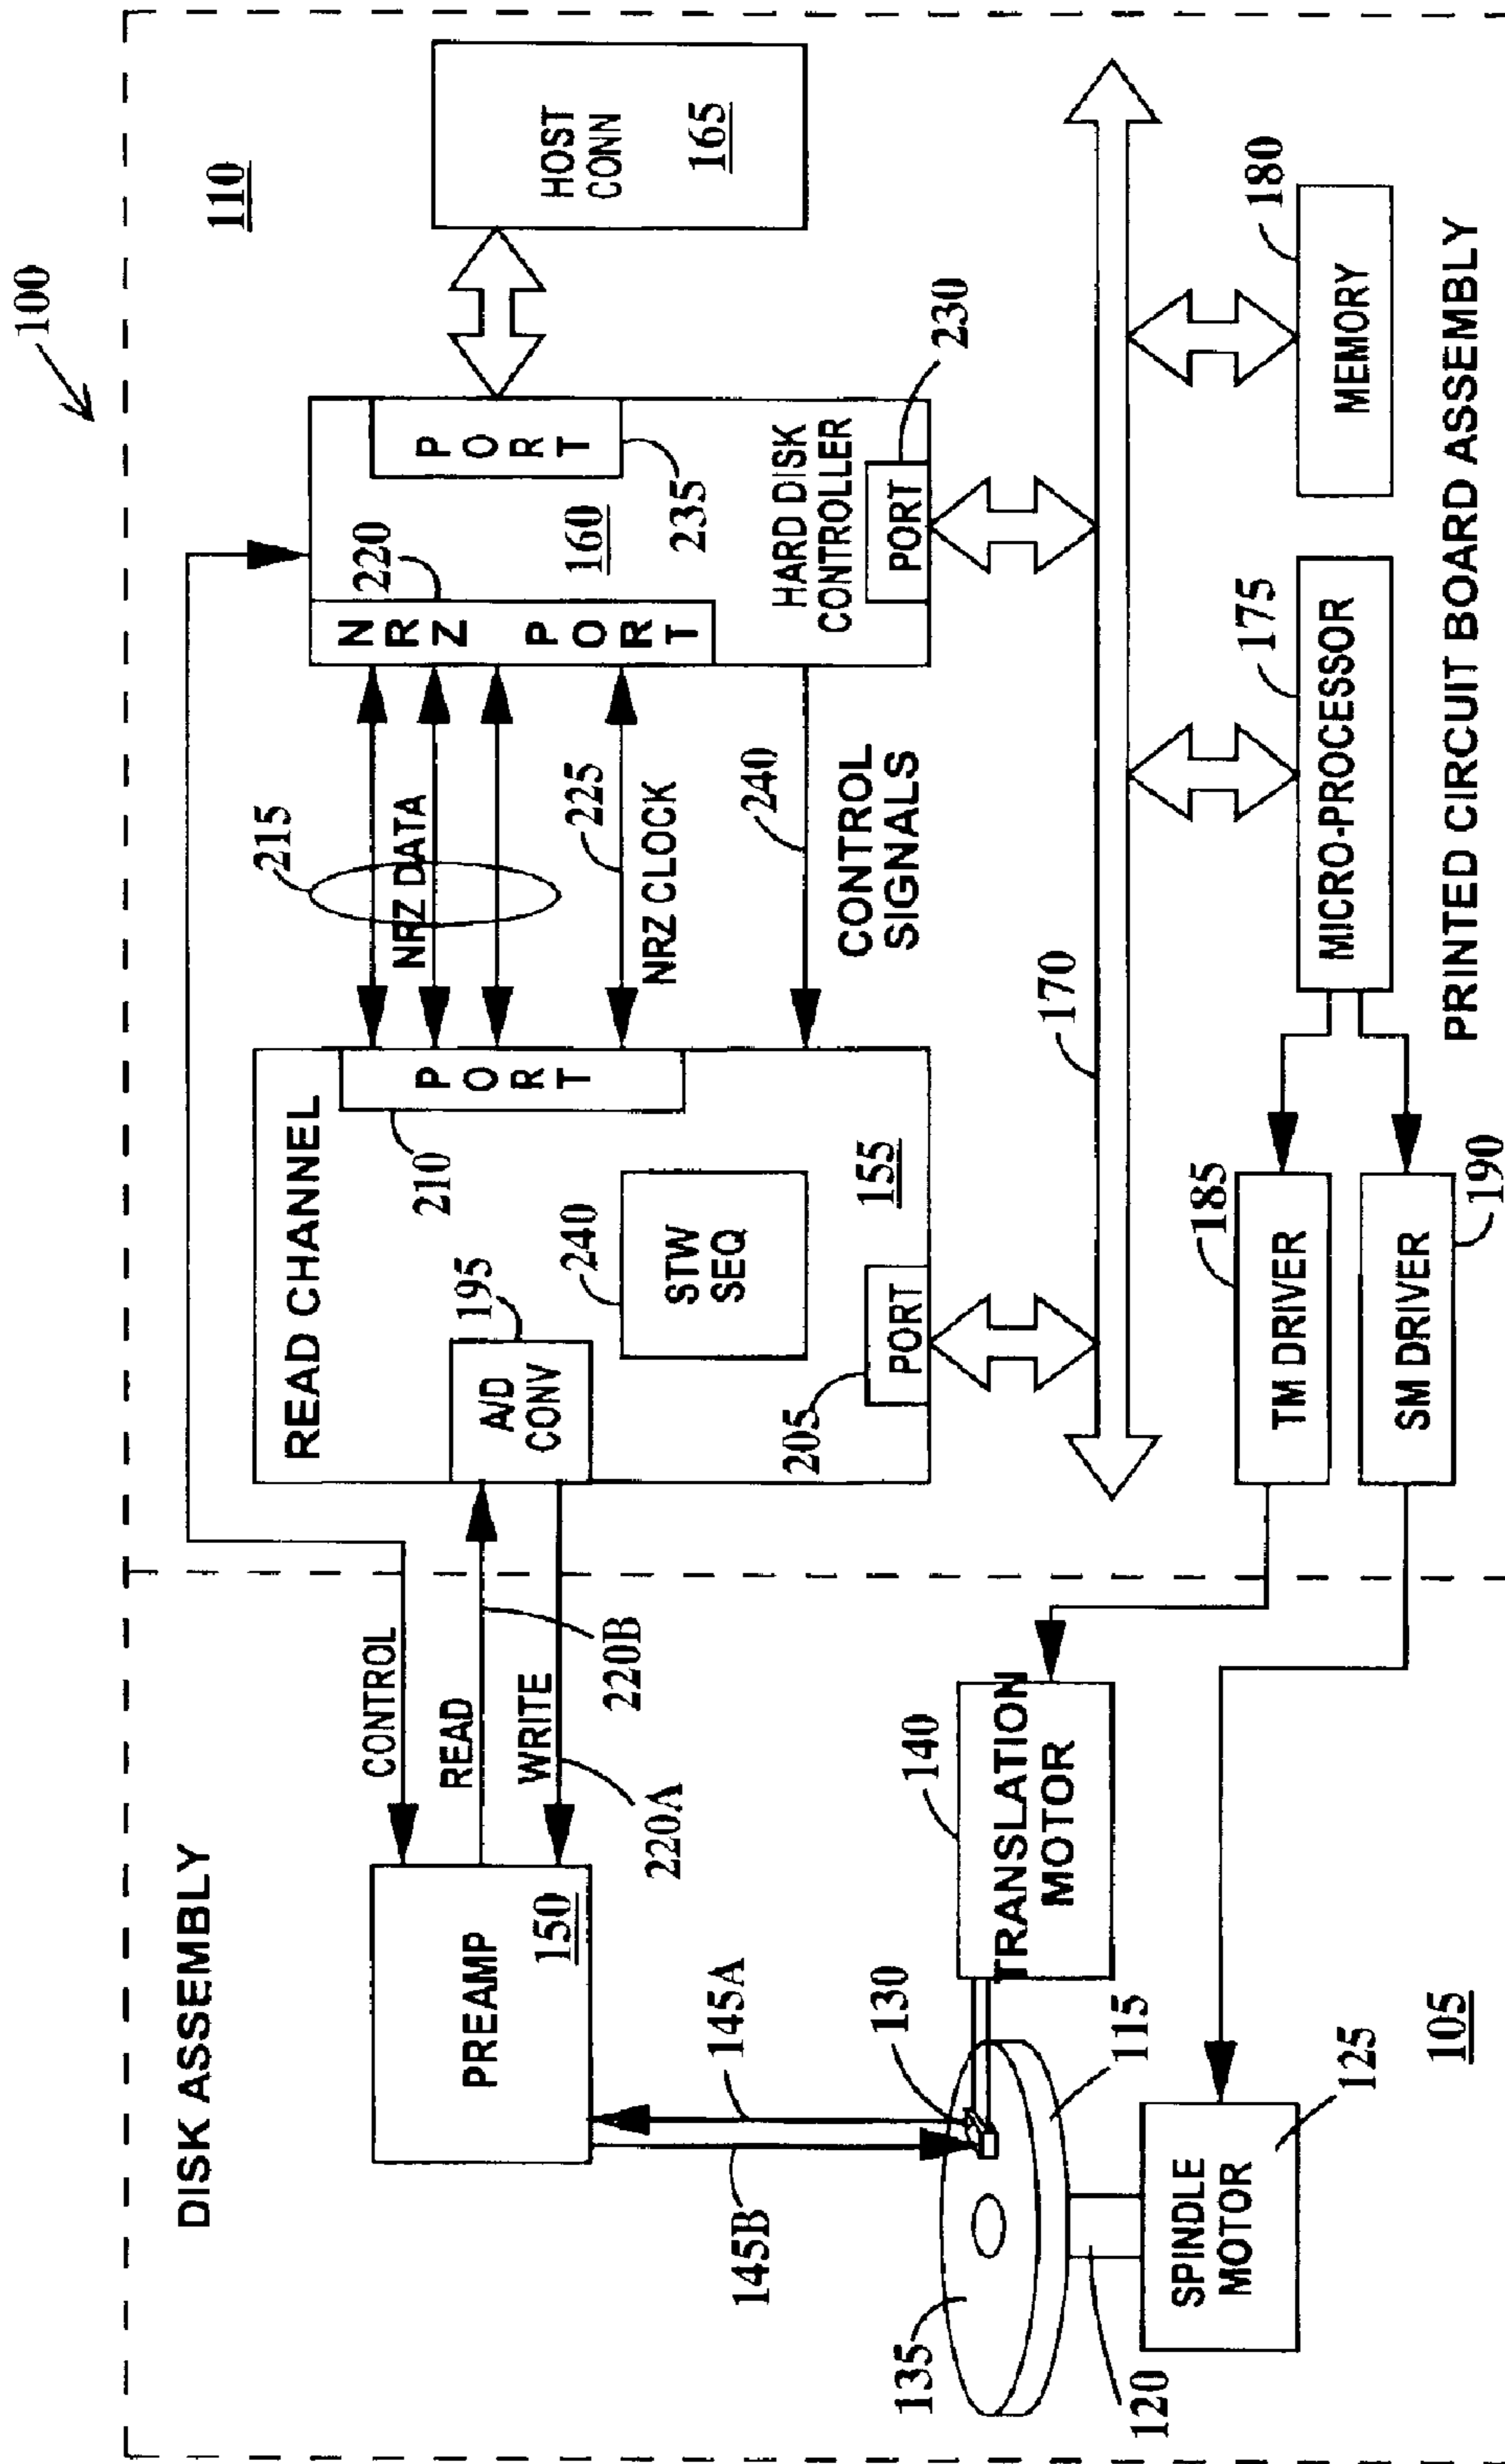 100
DISK ASSEMBLY
110
CONTROL
READ
WRITE
220B
220A
PREAMP
150
145A
145B
READ CHANNEL
A/D
CONV
195
PORT
210
STW
SEQ
240
155
PORT
205
215
NRZ DATA
225
NRZ CLOCK
240
CONTROL
SIGNALS
NRZ PORT
220
160
PORT
235
HARD DISK
CONTROLLER
PORT
230
HOST
CONN
165
170
130
135
115
120
TRANSLATION
MOTOR
140
SPINDLE
MOTOR
125
105
TM DRIVER
185
SM DRIVER
190
MICRO-PROCESSOR
175
MEMORY
180
PRINTED CIRCUIT BOARD ASSEMBLY